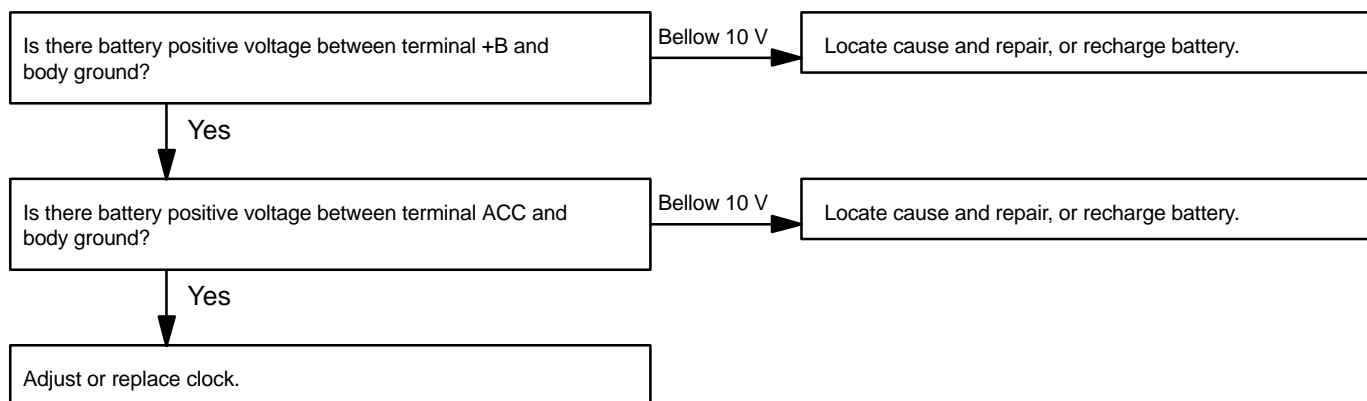 Is there battery positive voltage between terminal +B and
body ground?
Bellow 10 V
Locate cause and repair, or recharge battery.
Yes
Is there battery positive voltage between terminal ACC and
body ground?
Bellow 10 V
Locate cause and repair, or recharge battery.
Yes
Adjust or replace clock.